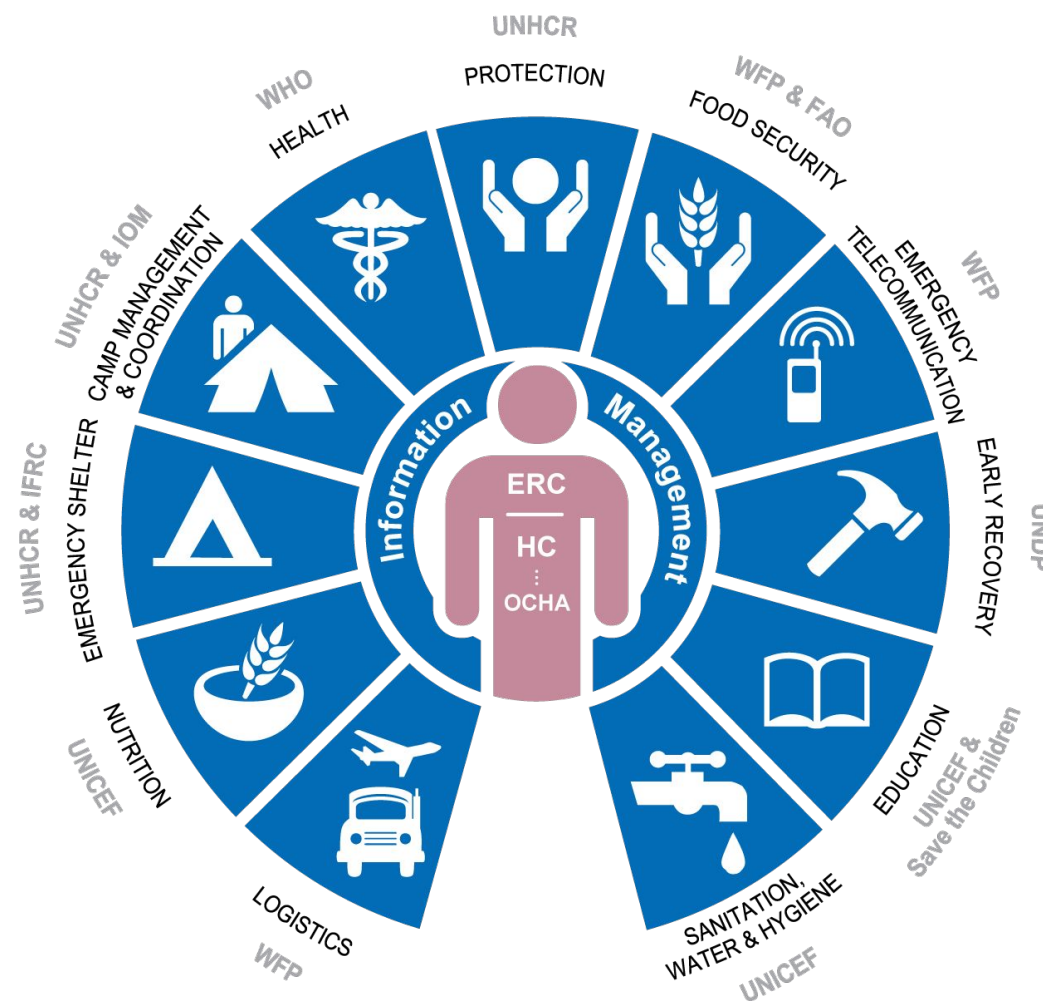 UNHCR
PROTECTION
WFP & FAO
FOOD SECURITY
WFP
EMERGENCY
TELECOMMUNICATION
UNDP
EARLY RECOVERY
EDUCATION
UNICEF &
Save the Children
SANITATION,
WATER & HYGIENE
UNICEF
LOGISTICS
WFP
NUTRITION
UNICEF
UNHCR & IFRC
EMERGENCY SHELTER
UNHCR & IOM
CAMP MANAGEMENT
& COORDINATION
WHO
HEALTH
Information Management
ERC
HC
OCHA